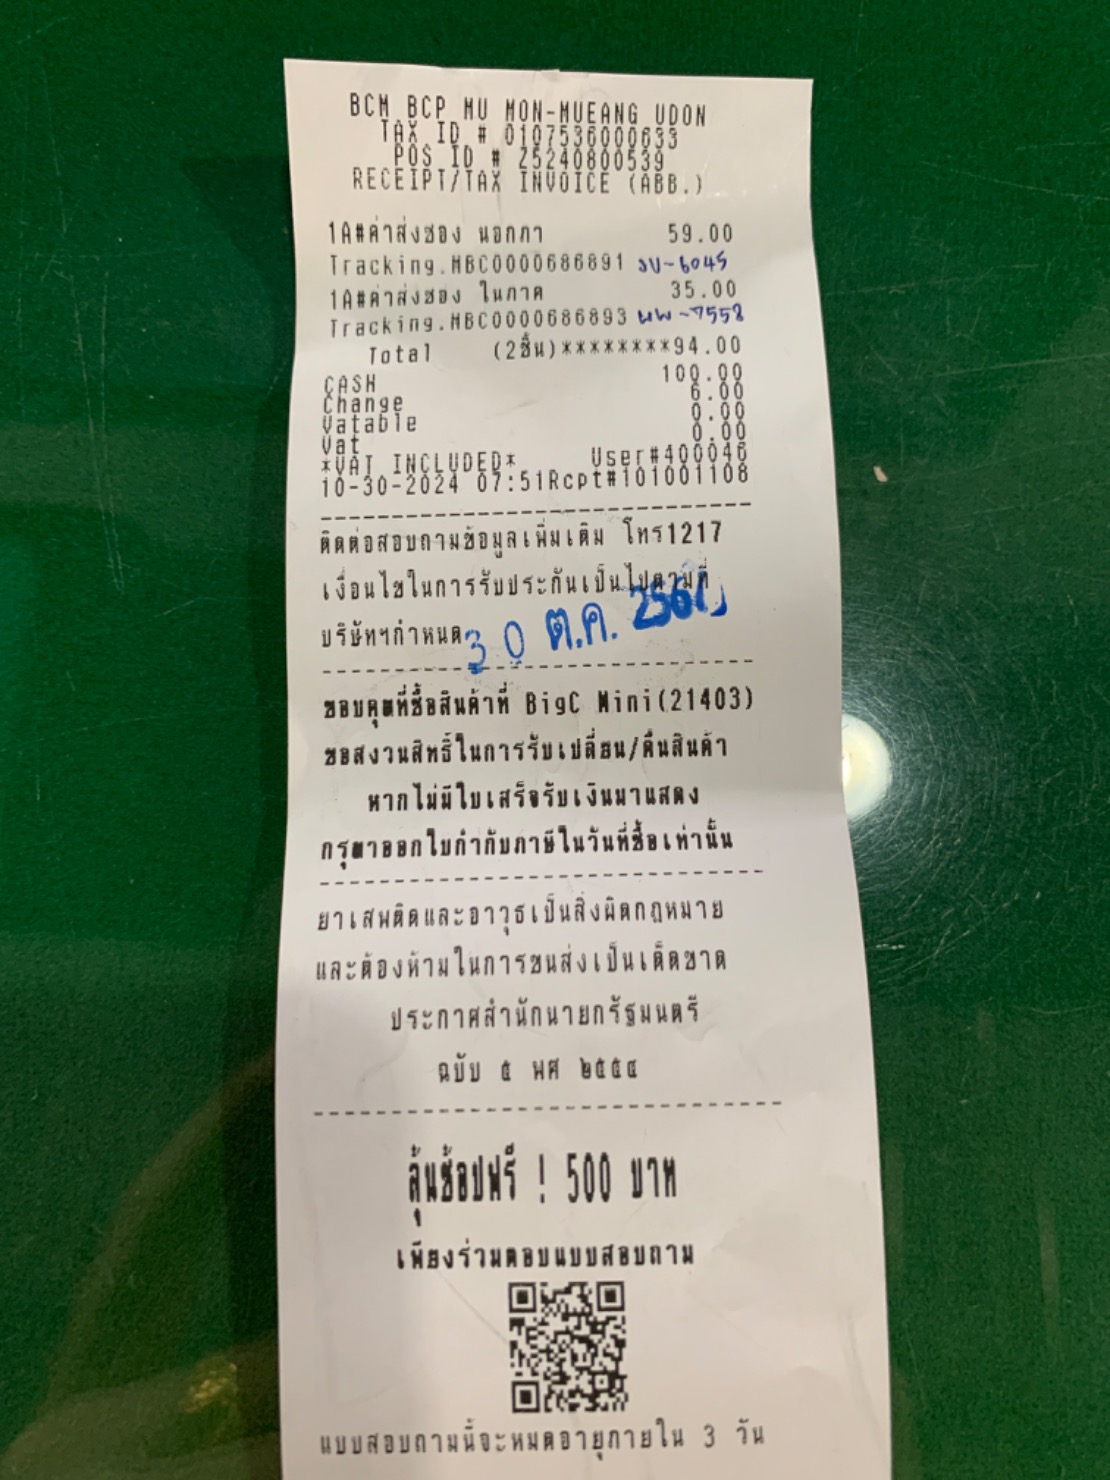 BCM BCP MU MON-MUEANG UDON
TAX ID # 0107536000633
POS ID # Z5240800539
RECEIPT/TAX INVOICE (ABB.)
1A#ค่าส่งซอง นอกภา 59.00
Tracking.MBC0000686891 ขบ-6045
1A#ค่าส่งซอง ในภาค 35.00
Tracking.MBC0000686893 ผผ-7558
Total (2ชิ้น)********94.00
CASH 100.00
Change 6.00
Vatable 0.00
Vat 0.00
*VAT INCLUDED* User#400046
10-30-2024 07:51Rcpt#101001108
ติดต่อสอบถามข้อมูลเพิ่มเติม โทร1217
เงื่อนไขในการรับประกันเป็นไปตามที่
บริษัทฯกำหนด
30 ต.ค. 2567
ขอบคุณที่ซื้อสินค้าที่ BigC Mini(21403)
ขอสงวนสิทธิ์ในการรับเปลี่ยน/คืนสินค้า
หากไม่มีใบเสร็จรับเงินมาแสดง
กรุณาออกใบกำกับภาษีในวันที่ซื้อเท่านั้น
ยาเสพติดและอาวุธเป็นสิ่งผิดกฎหมาย
และต้องห้ามในการขนส่งเป็นเด็ดขาด
ประกาศสำนักนายกรัฐมนตรี
ฉบับ ๕ พศ ๒๕๕๔
ลุ้นช้อปฟรี ! 500 บาท
เพียงร่วมตอบแบบสอบถาม
แบบสอบถามนี้จะหมดอายุภายใน 3 วัน